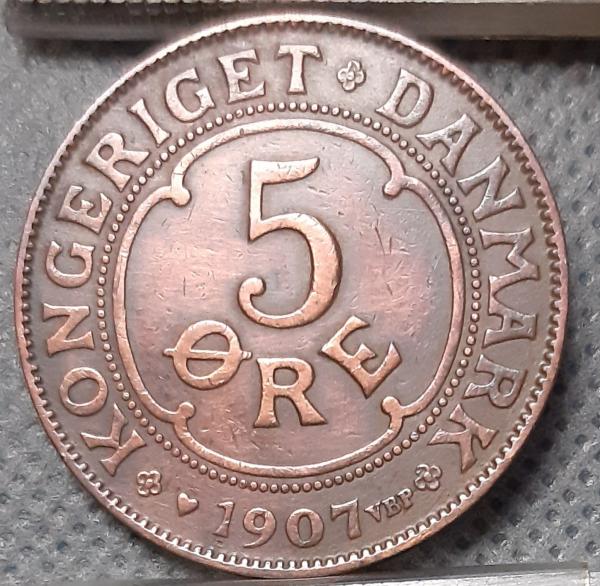 KONGERIGET DANMARK
5
ØRE
1907 VBP